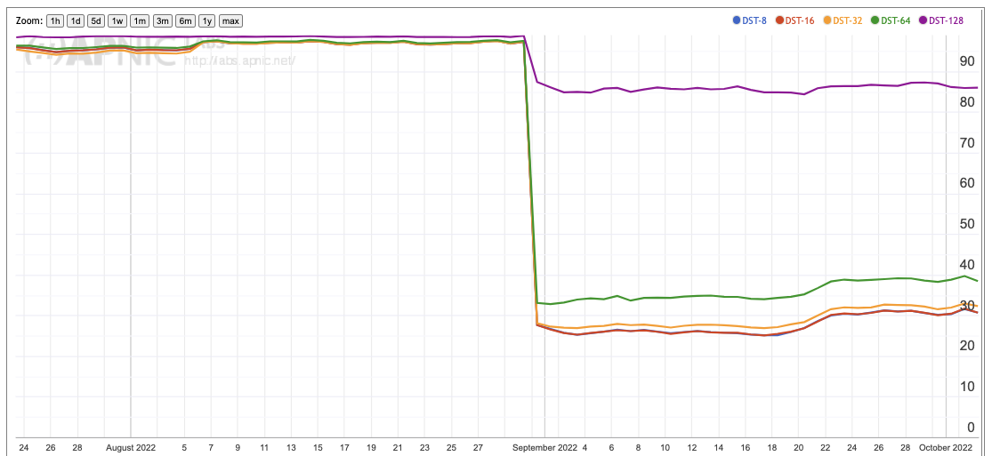 Zoom: 1h 1d 5d 1w 1m 3m 6m 1y max DST-8 DST-16 DST-32 DST-64 DST-128
APNIC Labs
http://labs.apnic.net/
90
80
70
60
50
40
30
20
10
0
24 26 28 August 2022 5 7 9 11 13 15 17 19 21 23 25 27 September 2022 4 6 8 10 12 14 16 18 20 22 24 26 28 October 2022